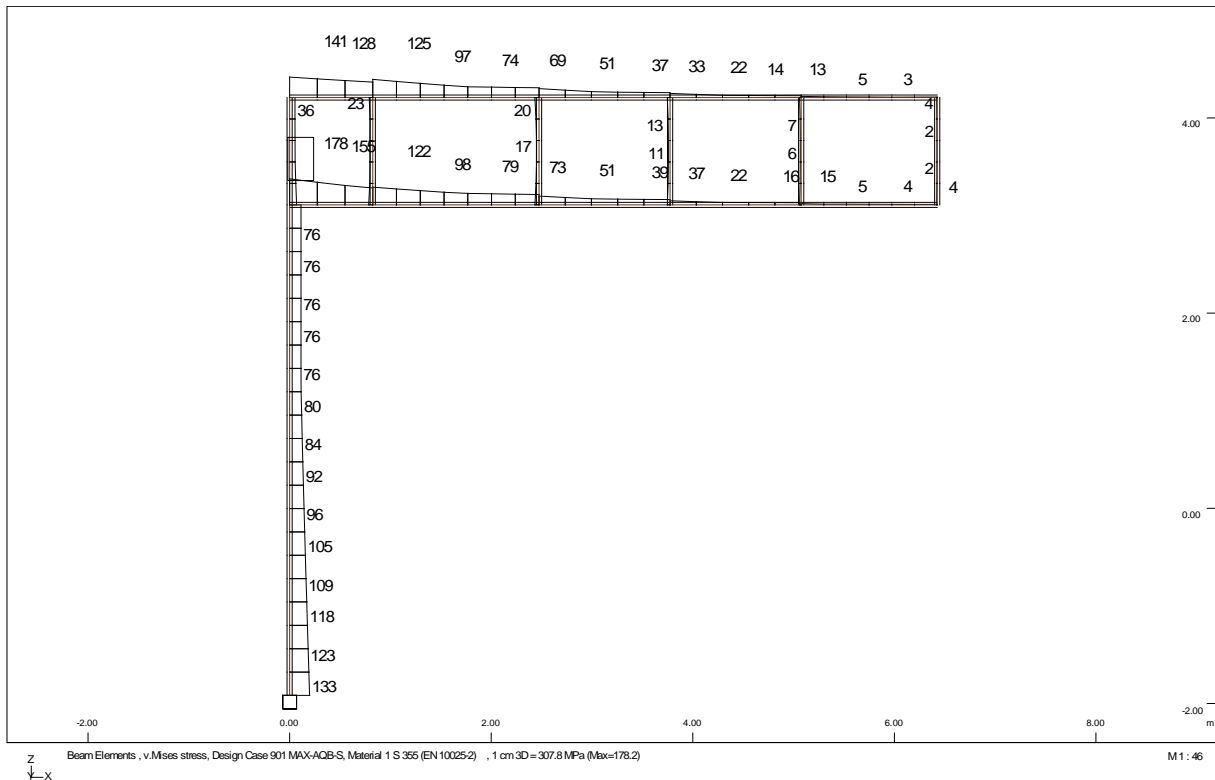 141 128 125 97 74 69 51 37 33 22 14 13 5 3
36 23 20 4
4.00
13 7 2
178 155 122 98 17 79 73 11 51 39 37 22 6 16 15 2 5 4 4
76
76
2.00
76
76
76
80
84
92
96
0.00
105
109
118
123
133
-2.00 0.00 2.00 4.00 6.00 8.00 m
-2.00
Z
X
Beam Elements , v.Mises stress, Design Case 901 MAX-AQB-S, Material 1 S 355 (EN 10025-2) , 1 cm 3D = 307.8 MPa (Max=178.2)
M 1 : 46